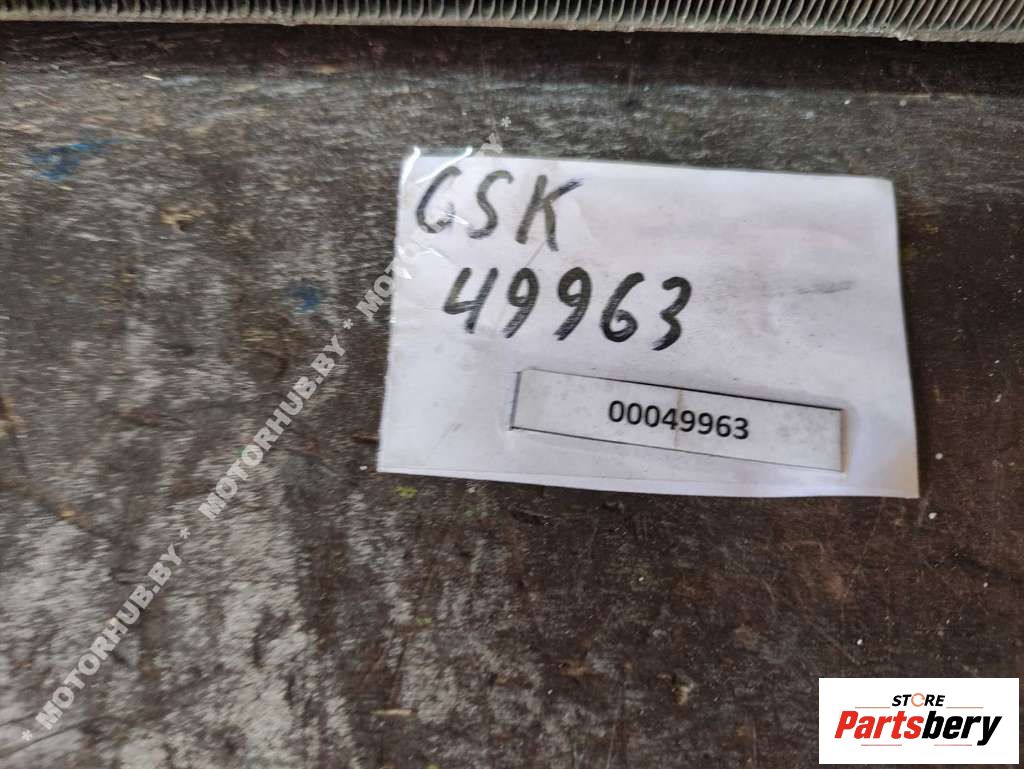 GSK
49963
00049963
* MOTORHUB.BY * MOTORHUB.BY * MOTORHUB.BY *
STORE
Partsbery